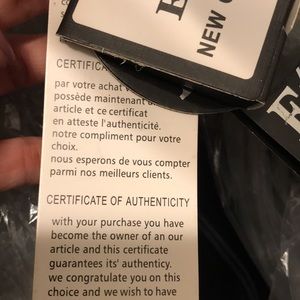 NEW
CERTIFICA
par votre achat v
possède maintenant d
article et ce certificat
en atteste l'authenticité.
notre compliment pour votre
choix.
nous esperons de vous compter
parmi nos meilleurs clients.
CERTIFICATE OF AUTHENTICITY
with your purchase you have
become the owner of an our
article and this certificate
guarantees its' authenticy.
we congratulate you on this
choice and we wish to have